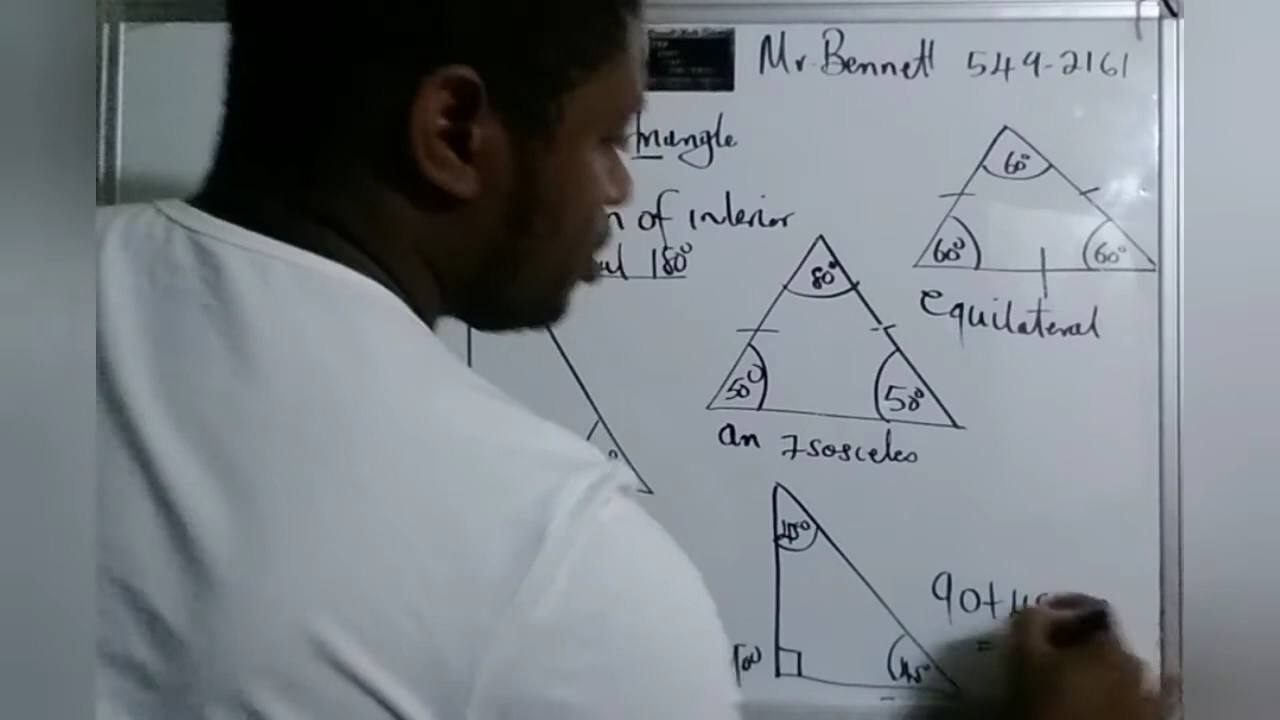 Mr. Bennett 549-2161
triangle
of interior
180°
60°
60°
60°
equilateral
80°
50°
50°
an Isosceles
45°
90+
=
45°